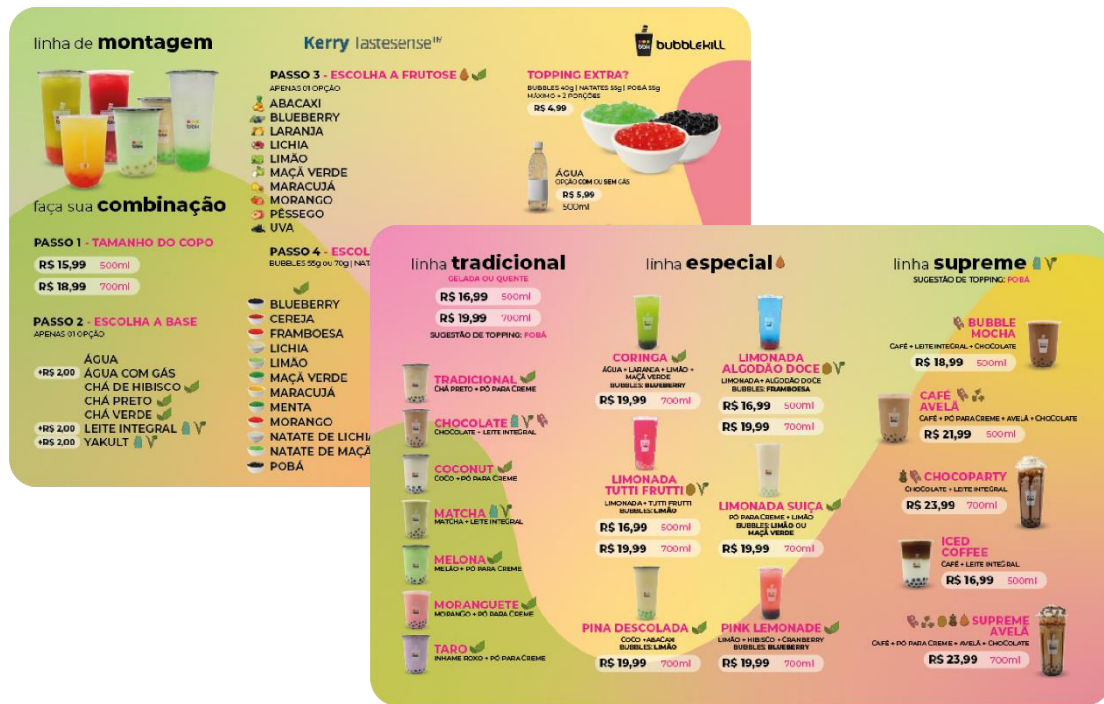 linha de montagem
faça sua combinação
PASSO 1 - TAMANHO DO COPO
R$ 15,99 500ml
R$ 18,99 700ml
PASSO 2 - ESCOLHA A BASE
APENAS 01 OPÇÃO
ÁGUA
+R$ 2,00 ÁGUA COM GÁS
CHÁ DE HIBISCO
CHÁ PRETO
CHÁ VERDE
+R$ 2,00 LEITE INTEGRAL
+R$ 2,00 YAKULT
Kerry tastesense™
PASSO 3 - ESCOLHA A FRUTOSE
APENAS 01 OPÇÃO
ABACAXI
BLUEBERRY
LARANJA
LICHIA
LIMÃO
MAÇÃ VERDE
MARACUJÁ
MORANGO
PÊSSEGO
UVA
PASSO 4 - ESCOL
BUBBLES 55g ou 70g | NAT
BLUEBERRY
CEREJA
FRAMBOESA
LICHIA
LIMÃO
MAÇÃ VERDE
MARACUJÁ
MENTA
MORANGO
NATATE DE LICHI
NATATE DE MAÇÃ
POBÁ
bbk bubblekill
TOPPING EXTRA?
BUBBLES 40g | NATATES 55g | POBÁ 55g
MÁXIMO + 2 PORÇÕES
R$ 4,99
ÁGUA
OPÇÃO COM OU SEM GÁS
R$ 5,99
500ml
linha tradicional
GELADA OU QUENTE
R$ 16,99 500ml
R$ 19,99 700ml
SUGESTÃO DE TOPPING: POBÁ
TRADICIONAL
CHÁ PRETO + PÓ PARA CREME
CHOCOLATE
CHOCOLATE + LEITE INTEGRAL
COCONUT
COCO + PÓ PARA CREME
MATCHA
MATCHA + LEITE INTEGRAL
MELONA
MELÃO + PÓ PARA CREME
MORANGUETE
MORANGO + PÓ PARA CREME
TARO
INHAME ROXO + PÓ PARA CREME
linha especial
CORINGA
ÁGUA + LARANJA + LIMÃO +
MAÇÃ VERDE
BUBBLES: BLUEBERRY
R$ 19,99 700ml
LIMONADA
TUTTI FRUTTI
LIMONADA + TUTTI FRUTTI
BUBBLES: LIMÃO
R$ 16,99 500ml
R$ 19,99 700ml
PINA DESCOLADA
COCO + ABACAXI
BUBBLES: LIMÃO
R$ 19,99 700ml
LIMONADA
ALGODÃO DOCE
LIMONADA + ALGODÃO DOCE
BUBBLES: FRAMBOESA
R$ 16,99 500ml
R$ 19,99 700ml
LIMONADA SUIÇA
PÓ PARA CREME + LIMÃO
BUBBLES: LIMÃO OU
MAÇÃ VERDE
R$ 19,99 700ml
PINK LEMONADE
LIMÃO + HIBISCO + CRANBERRY
BUBBLES: BLUEBERRY
R$ 19,99 700ml
linha supreme
SUGESTÃO DE TOPPING: POBÁ
BUBBLE
MOCHA
CAFÉ + LEITE INTEGRAL + CHOCOLATE
R$ 18,99 500ml
CAFÉ
AVELÃ
CAFÉ + PÓ PARA CREME + AVELÃ + CHOCOLATE
R$ 21,99 500ml
CHOCOPARTY
CHOCOLATE + LEITE INTEGRAL
R$ 23,99 700ml
ICED
COFFEE
CAFÉ + LEITE INTEGRAL
R$ 16,99 500ml
SUPREME
AVELÃ
CAFÉ + PÓ PARA CREME + AVELÃ + CHOCOLATE
R$ 23,99 700ml